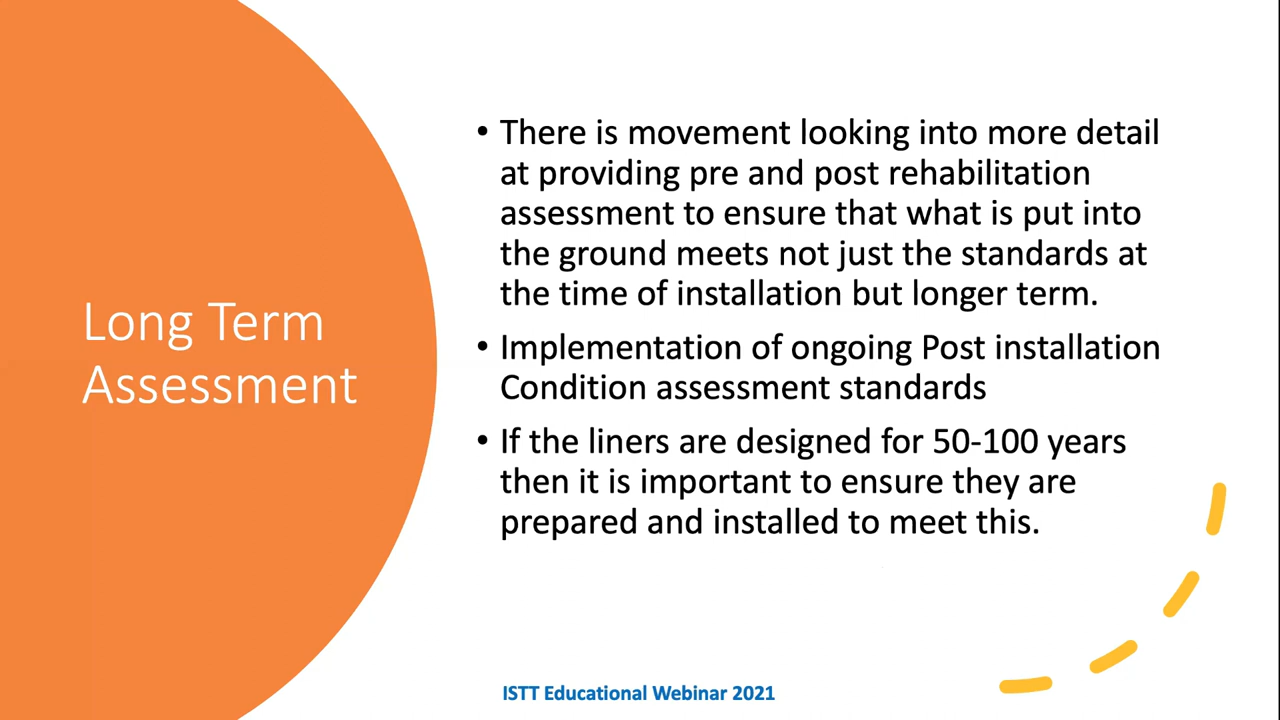 Long Term
Assessment
• There is movement looking into more detail
at providing pre and post rehabilitation
assessment to ensure that what is put into
the ground meets not just the standards at
the time of installation but longer term.
• Implementation of ongoing Post installation
Condition assessment standards
• If the liners are designed for 50-100 years
then it is important to ensure they are
prepared and installed to meet this.
ISTT Educational Webinar 2021